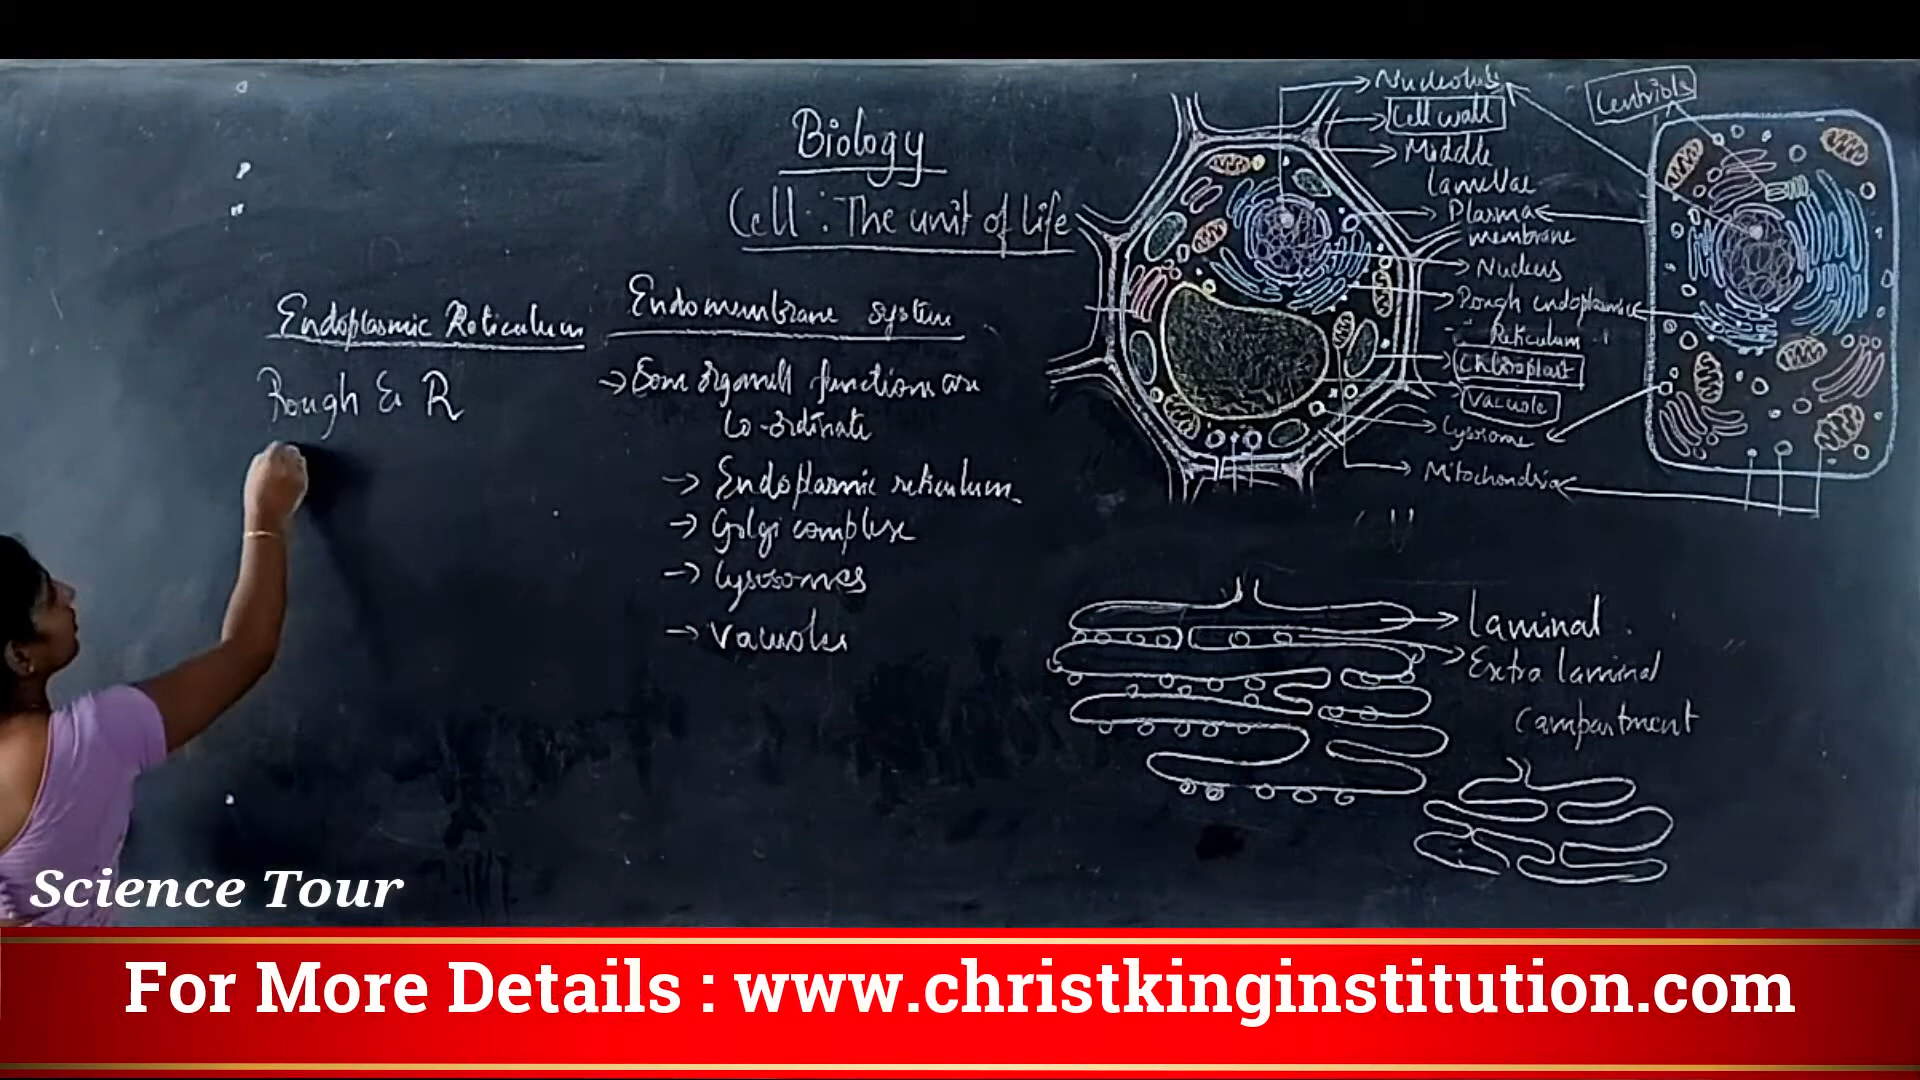 Biology
Cell : The unit of life
Endoplasmic Reticulum
Rough E R
Endomembrane system
→ Some organell functions are
Co-ordinate
→ Endoplasmic reticulum
→ Golgi complex
→ Lysosomes
→ Vacuoles
Nucleolus
Cell wall
Middle
lamellae
Plasma
membrane
Nucleus
Rough endoplasmic
Reticulum
Chloroplast
Vacuole
Lysosome
Mitochondria
Centriols
Laminal
Extra laminal
Compartment
Science Tour
For More Details : www.christkinginstitution.com